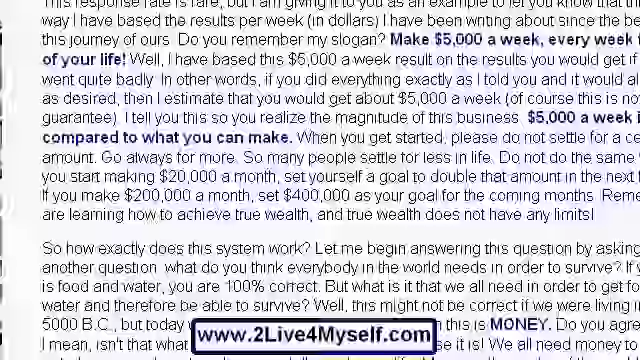 This response rate is rare, but I am giving it to you as an example to let you know that thi
way I have based the results per week (in dollars) I have been writing about since the be
this journey of ours. Do you remember my slogan? Make $5,000 a week, every week
of your life! Well, I have based this $5,000 a week result on the results you would get if
went quite badly. In other words, if you did everything exactly as I told you and it would al
as desired, then I estimate that you would get about $5,000 a week (of course this is no
guarantee). I tell you this so you realize the magnitude of this business. $5,000 a week i
compared to what you can make. When you get started, please do not settle for a ce
amount. Go always for more. So many people settle for less in life. Do not do the same
you start making $20,000 a month, set yourself a goal to double that amount in the next
If you make $200,000 a month, set $400,000 as your goal for the coming months. Reme
are learning how to achieve true wealth, and true wealth does not have any limits!
So how exactly does this system work? Let me begin answering this question by asking
another question: what do you think everybody in the world needs in order to survive? If y
is food and water, you are 100% correct. But what is it that we all need in order to get fo
water and therefore be able to survive? Well, this might not be correct if we were living i
5000 B.C., but today this is MONEY. Do you agre
I mean, isn't that what se it is! We all need money to
www.2Live4Myself.com